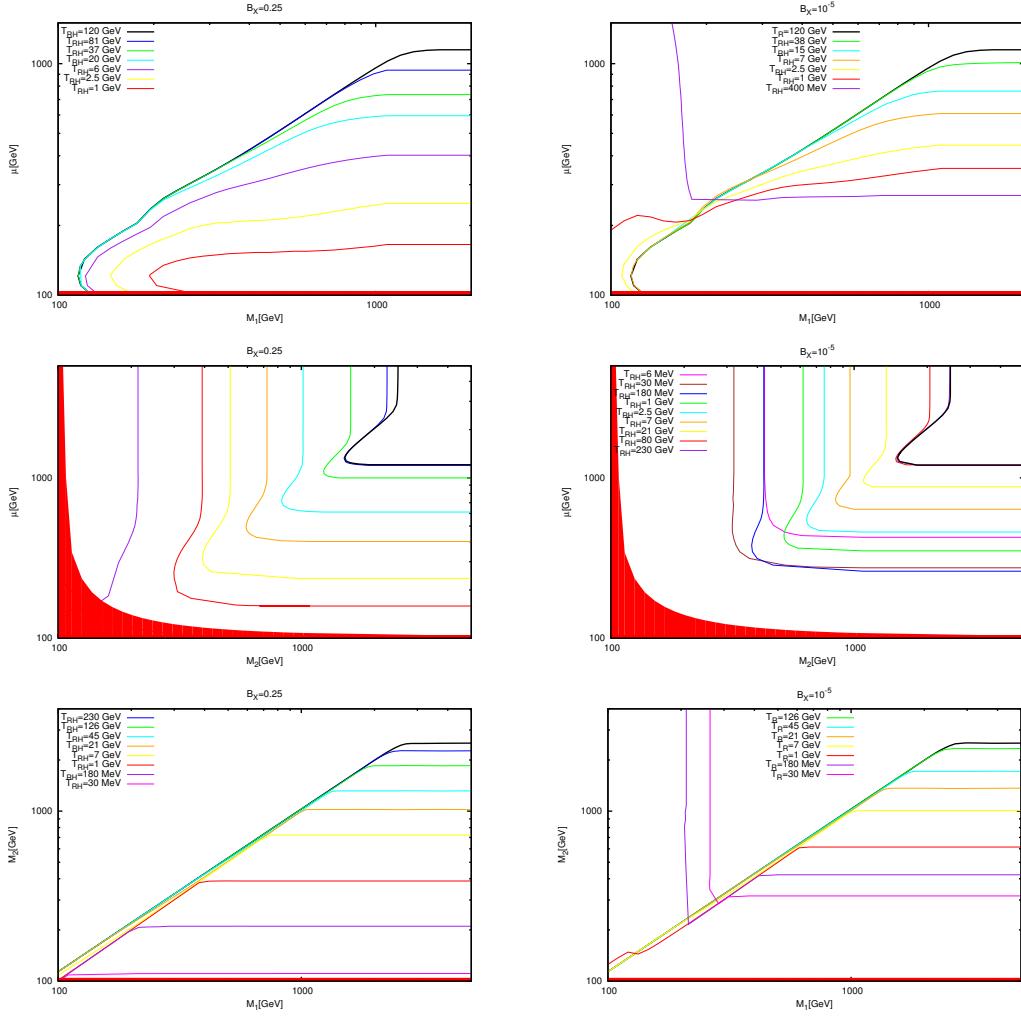 B_X=0.25
T_RH=120 GeV
T_RH=81 GeV
T_RH=37 GeV
T_RH=20 GeV
T_RH=6 GeV
T_RH=2.5 GeV
T_RH=1 GeV
1000
100
μ[GeV]
100 1000
M_1[GeV]
B_X=10^-5
T_R=120 GeV
T_RH=38 GeV
T_RH=15 GeV
T_RH=7 GeV
T_RH=2.5 GeV
T_RH=1 GeV
T_RH=400 MeV
1000
100
μ[GeV]
100 1000
M_1[GeV]
B_X=0.25
1000
100
μ[GeV]
100 1000
M_2[GeV]
B_X=10^-5
T_RH=6 MeV
T_RH=30 MeV
T_RH=180 MeV
T_RH=1 GeV
T_RH=2.5 GeV
T_RH=7 GeV
T_RH=21 GeV
T_RH=80 GeV
T_RH=230 GeV
1000
100
μ[GeV]
100 1000
M_2[GeV]
B_X=0.25
T_RH=230 GeV
T_RH=126 GeV
T_RH=45 GeV
T_RH=21 GeV
T_RH=7 GeV
T_RH=1 GeV
T_RH=180 MeV
T_RH=30 MeV
1000
100
M_2[GeV]
100 1000
M_1[GeV]
B_X=10^-5
T_R=126 GeV
T_R=45 GeV
T_R=21 GeV
T_R=7 GeV
T_R=1 GeV
T_R=180 MeV
T_R=30 MeV
1000
100
M_2[GeV]
100 1000
M_1[GeV]